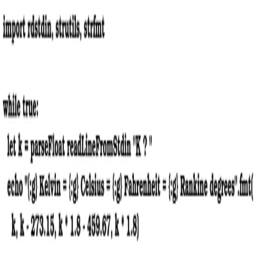 import rdstdin, strutils, strfmt
while true:
let k = parseFloat readLineFromStdin "K ? "
echo "{:g} Kelvin = {:g} Celsius = {:g} Fahrenheit = {:g} Rankine degrees".fmt(
k, k - 273.15, k * 1.8 - 459.67, k * 1.8)